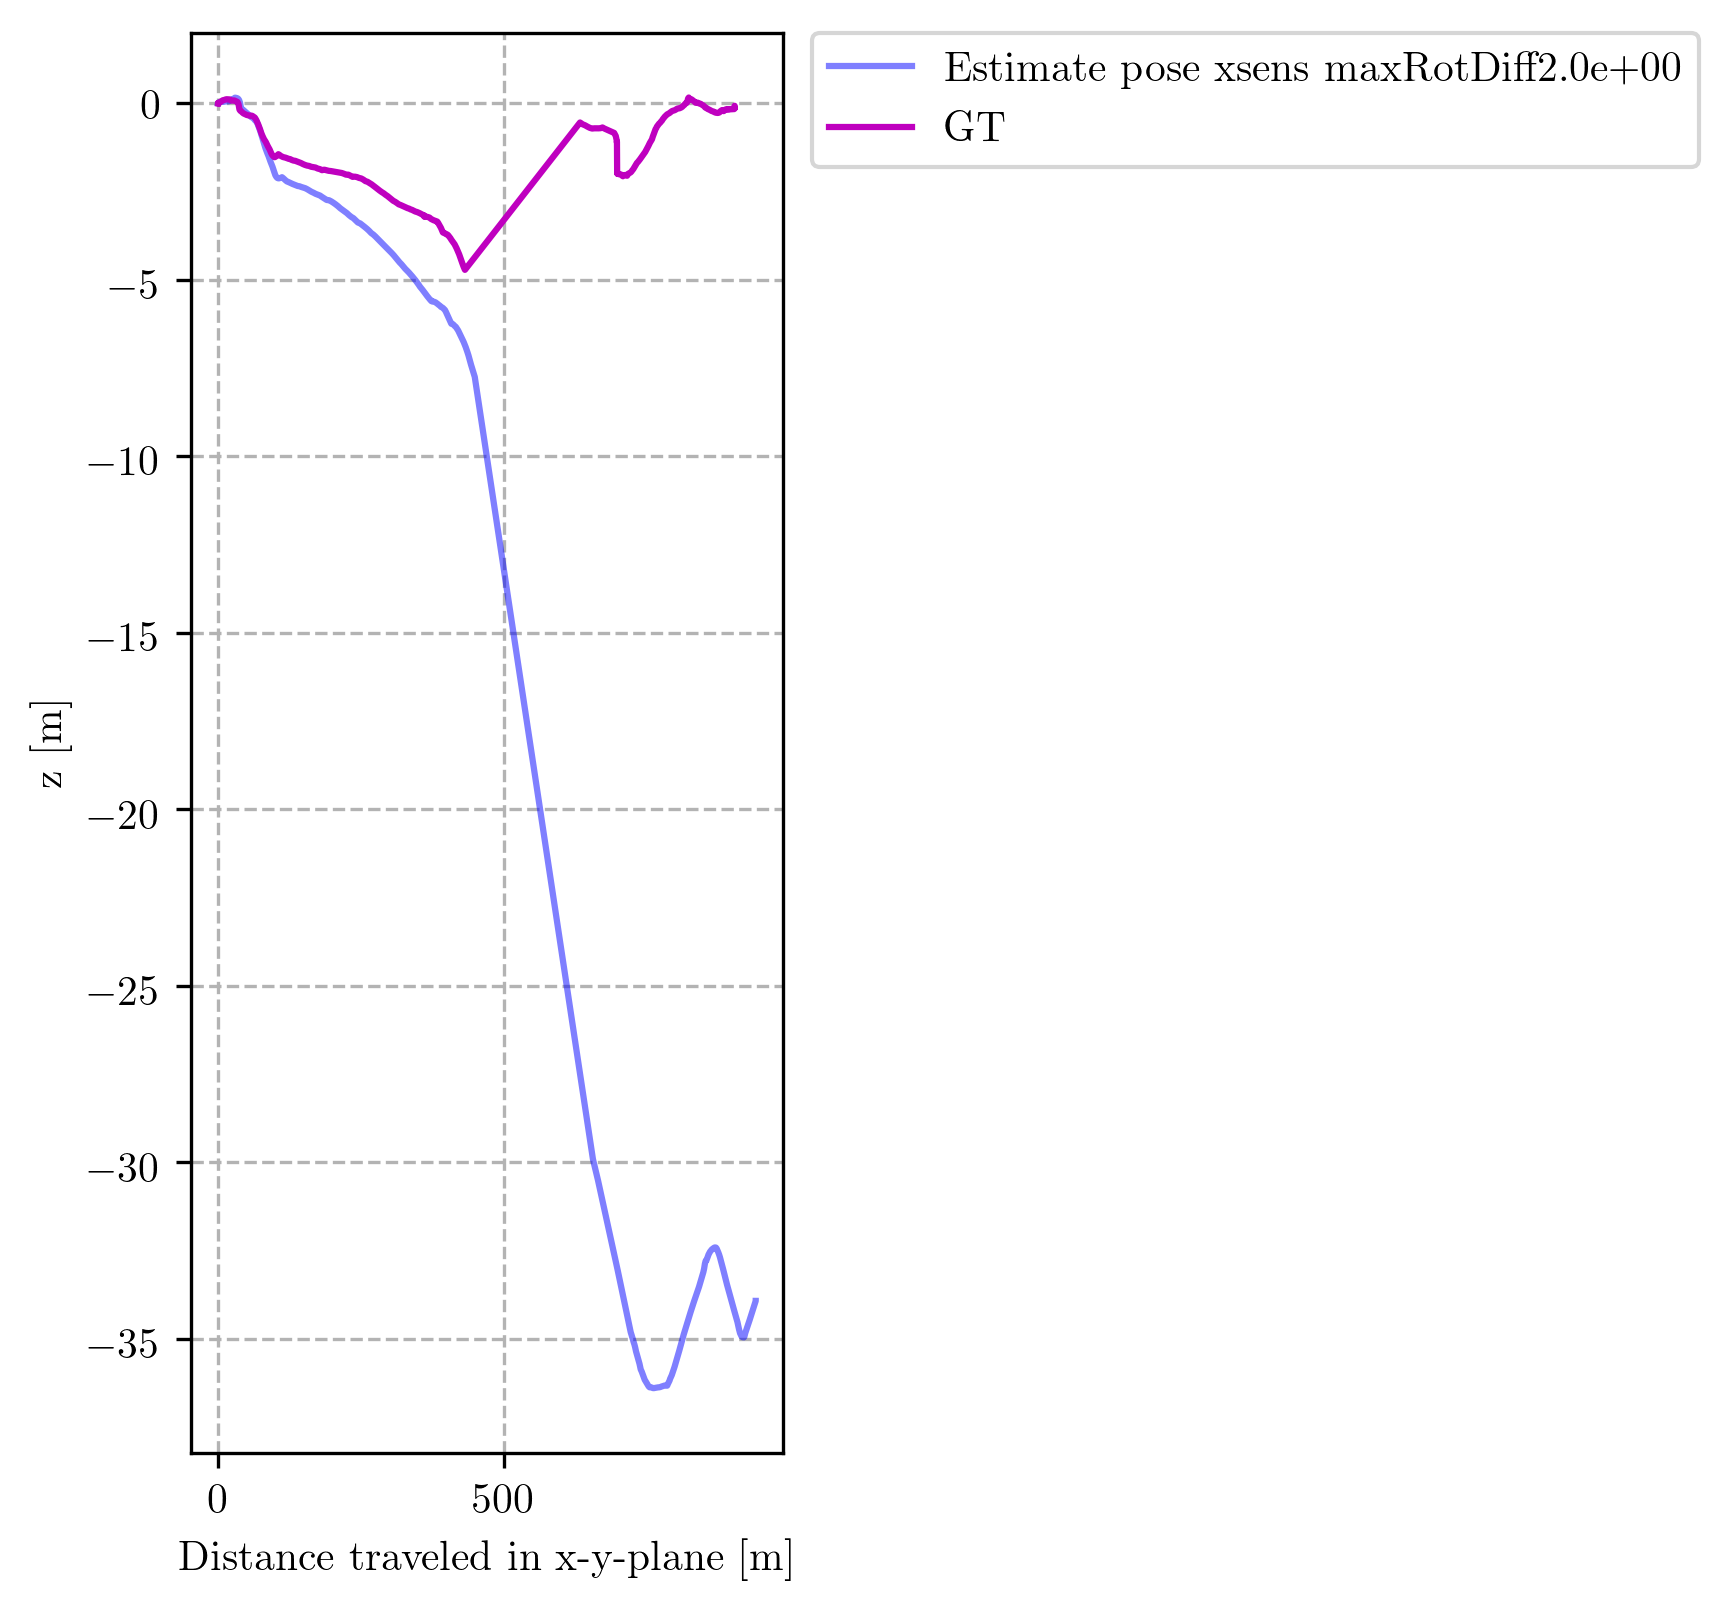 Estimate pose xsens maxRotDiff2.0e+00
GT
0
−5
−10
−15
−20
−25
−30
−35
z [m]
0 500
Distance traveled in x-y-plane [m]